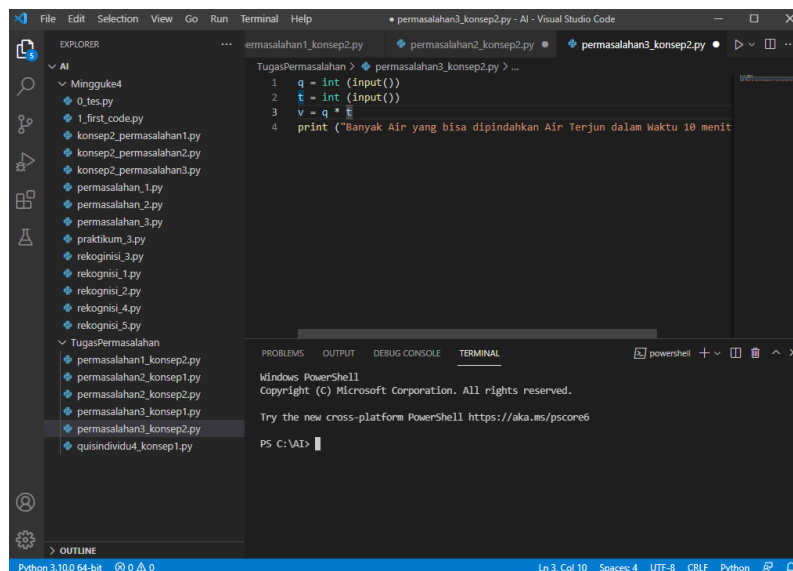 File Edit Selection View Go Run Terminal Help • permasalahan3_konsep2.py - AI - Visual Studio Code
EXPLORER
ermasalahan1_konsep2.py permasalahan2_konsep2.py permasalahan3_konsep2.py
TugasPermasalahan > permasalahan3_konsep2.py > ...
AI
Mingguke4
0_tes.py
1_first_code.py
konsep2_permasalahan1.py
konsep2_permasalahan2.py
konsep2_permasalahan3.py
permasalahan_1.py
permasalahan_2.py
permasalahan_3.py
praktikum_3.py
rekoginisi_3.py
rekognisi_1.py
rekognisi_2.py
rekognisi_4.py
rekognisi_5.py
TugasPermasalahan
permasalahan1_konsep2.py
permasalahan2_konsep1.py
permasalahan2_konsep2.py
permasalahan3_konsep1.py
permasalahan3_konsep2.py
quisindividu4_konsep1.py
OUTLINE
5
1 q = int (input())
2 t = int (input())
3 v = q * t
4 print ("Banyak Air yang bisa dipindahkan Air Terjun dalam Waktu 10 menit
PROBLEMS OUTPUT DEBUG CONSOLE TERMINAL powershell
Windows PowerShell
Copyright (C) Microsoft Corporation. All rights reserved.
Try the new cross-platform PowerShell https://aka.ms/pscore6
PS C:\AI>
Python 3.10.0 64-bit 0 0 Ln 3, Col 10 Spaces: 4 UTF-8 CRLF Python